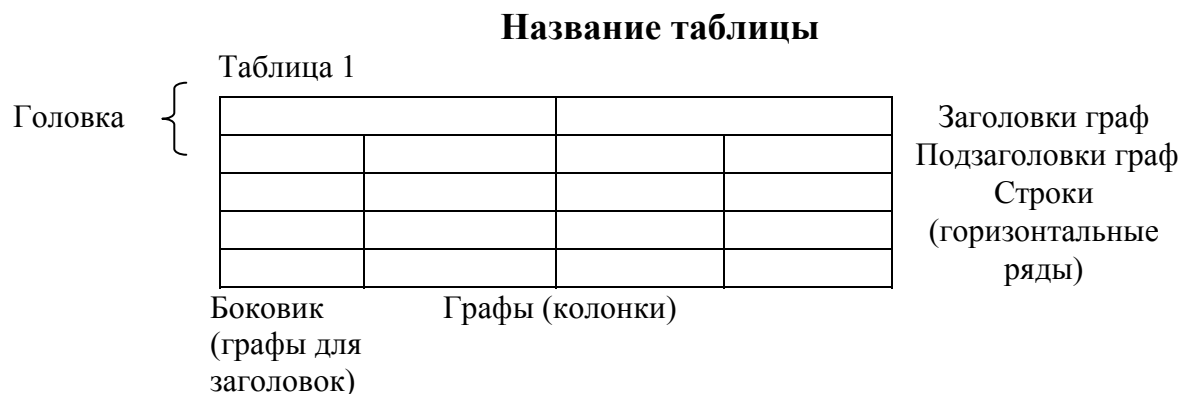 Название таблицы
Таблица 1
Головка
Заголовки граф
Подзаголовки граф
Строки
(горизонтальные
ряды)
Боковик
(графы для
заголовок)
Графы (колонки)